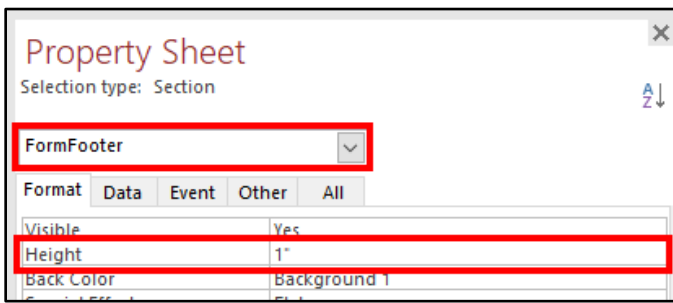 Property Sheet
Selection type: Section
FormFooter
Format Data Event Other All
Visible Yes
Height 1"
Back Color Background 1